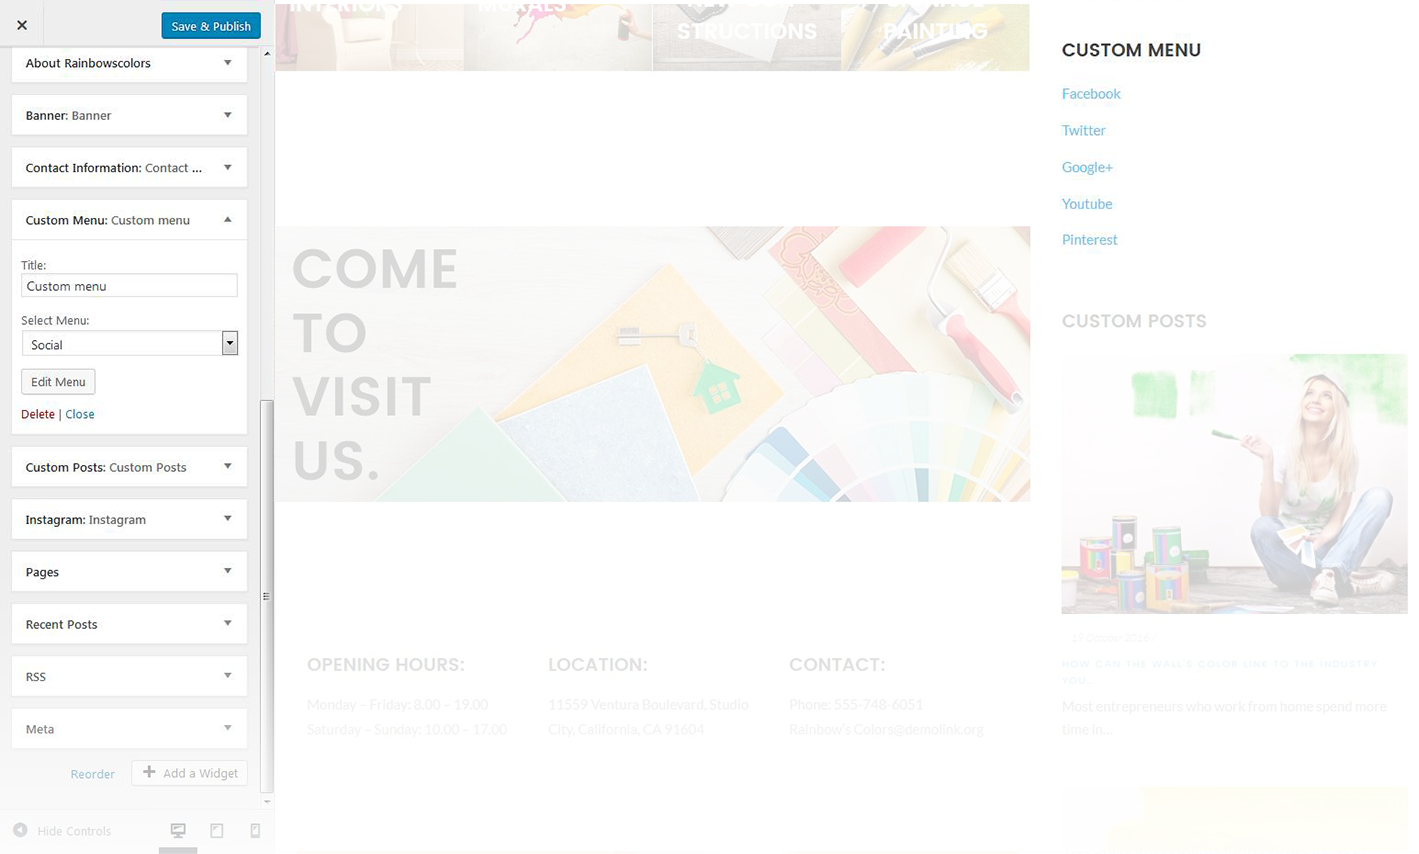 Save & Publish
About Rainbowscolors
Banner: Banner
Contact Information: Contact ...
Custom Menu: Custom menu
Title:
Custom menu
Select Menu:
Social
Edit Menu
Delete | Close
Custom Posts: Custom Posts
Instagram: Instagram
Pages
Recent Posts
RSS
Meta
Reorder
Add a Widget
Hide Controls
INTERIORS
MURALS
STRUCTIONS
PAINTING
COME
TO
VISIT
US.
OPENING HOURS:
Monday – Friday: 8.00 – 19.00
Saturday – Sunday: 10.00 – 17.00
LOCATION:
11559 Ventura Boulevard, Studio
City, California, CA 91604
CONTACT:
Phone: 555-748-6051
Rainbow's Colors@demolink.org
CUSTOM MENU
Facebook
Twitter
Google+
Youtube
Pinterest
CUSTOM POSTS
HOW CAN THE WALL'S COLOR LINE TO THE INDUSTRY
YOU...
Most entrepreneurs who work from home spend more
time in...